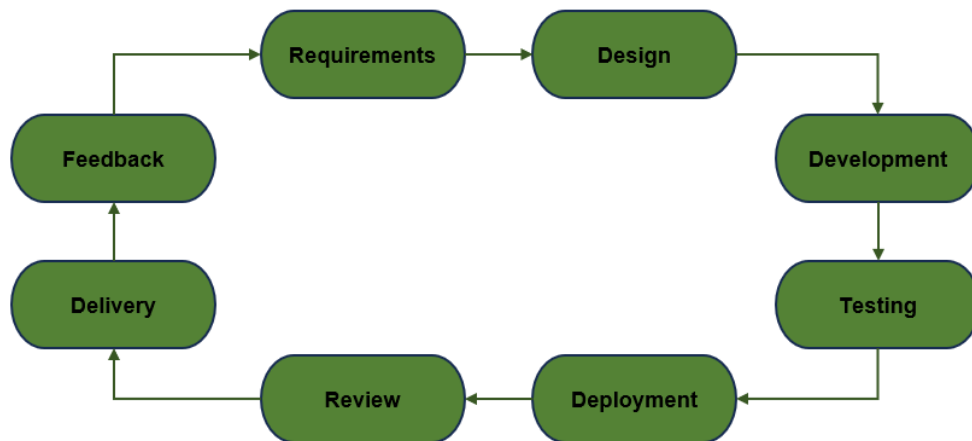 Requirements
Design
Feedback
Development
Delivery
Testing
Review
Deployment